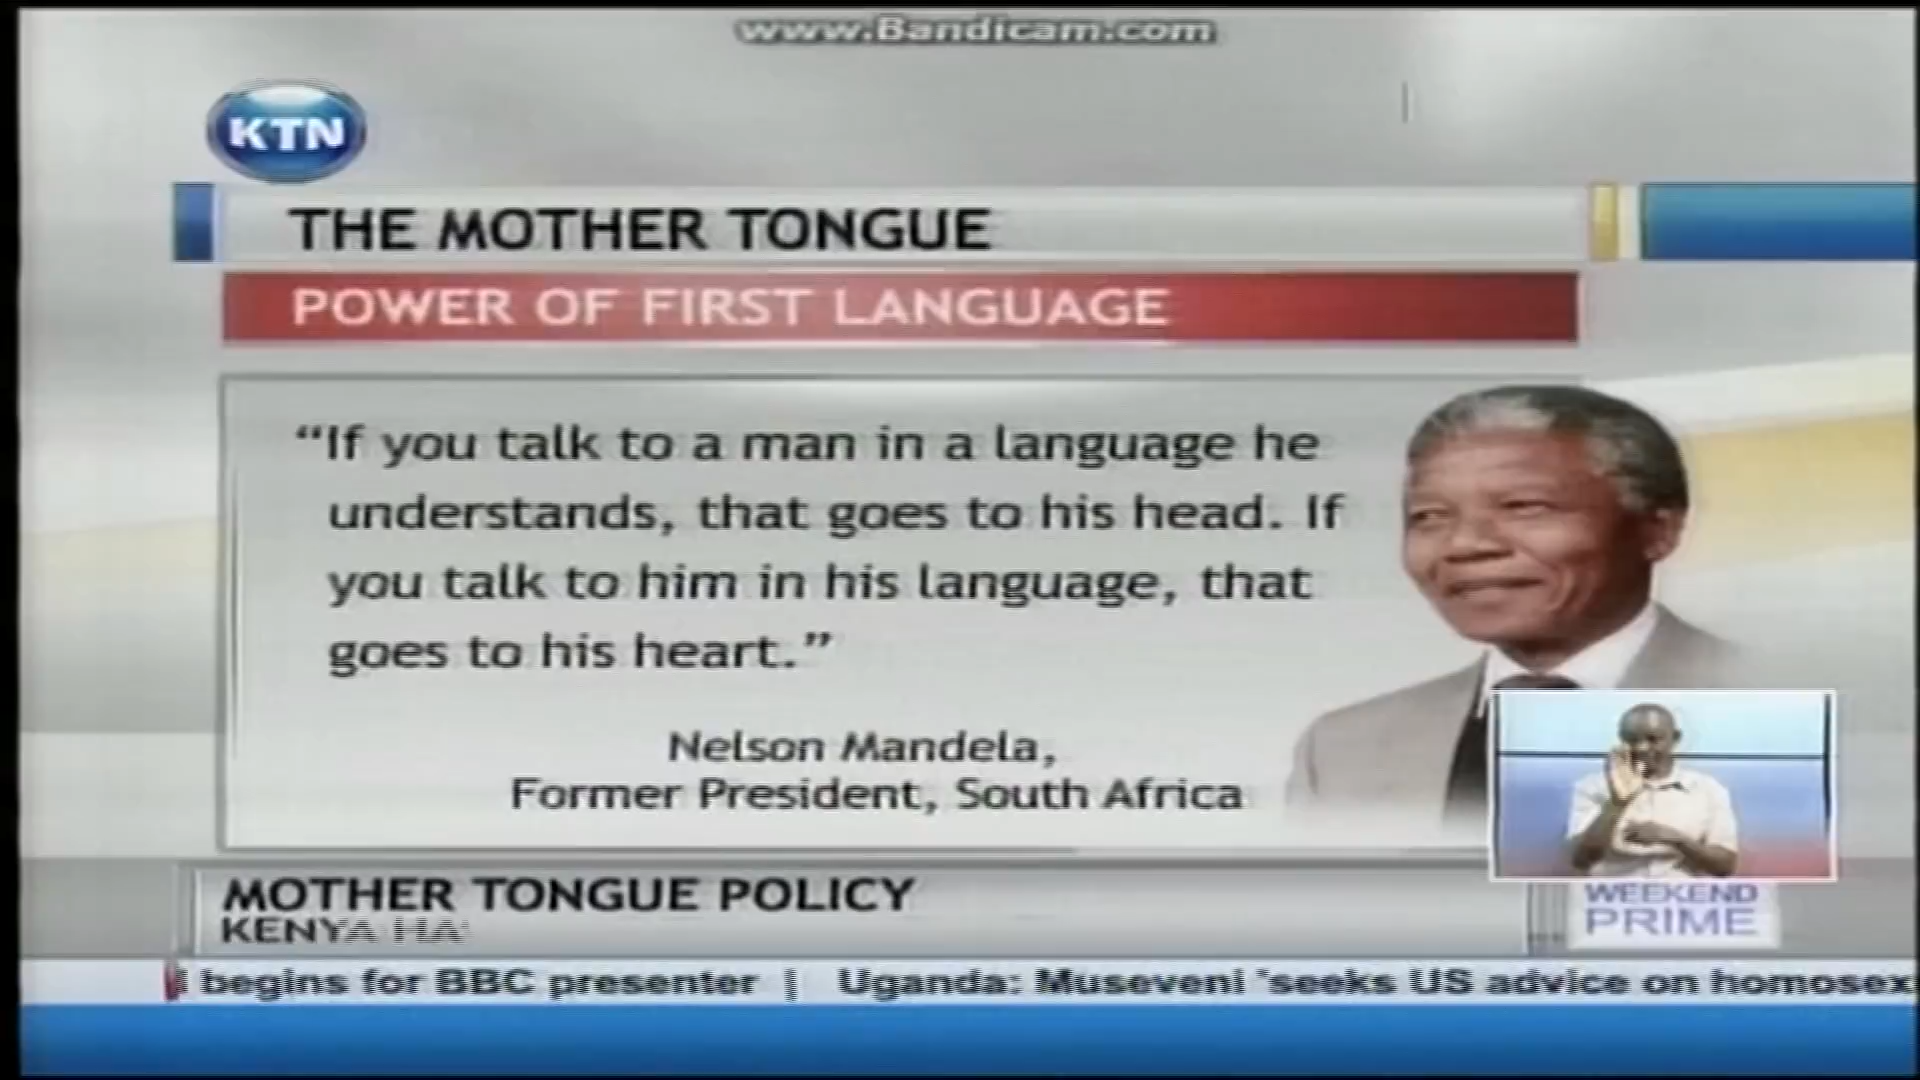 www.Bandicam.com
KTN
THE MOTHER TONGUE
POWER OF FIRST LANGUAGE
“If you talk to a man in a language he
understands, that goes to his head. If
you talk to him in his language, that
goes to his heart.”
Nelson Mandela,
Former President, South Africa
MOTHER TONGUE POLICY
KENYA HA
WEEKEND
PRIME
begins for BBC presenter | Uganda: Museveni 'seeks US advice on homosex